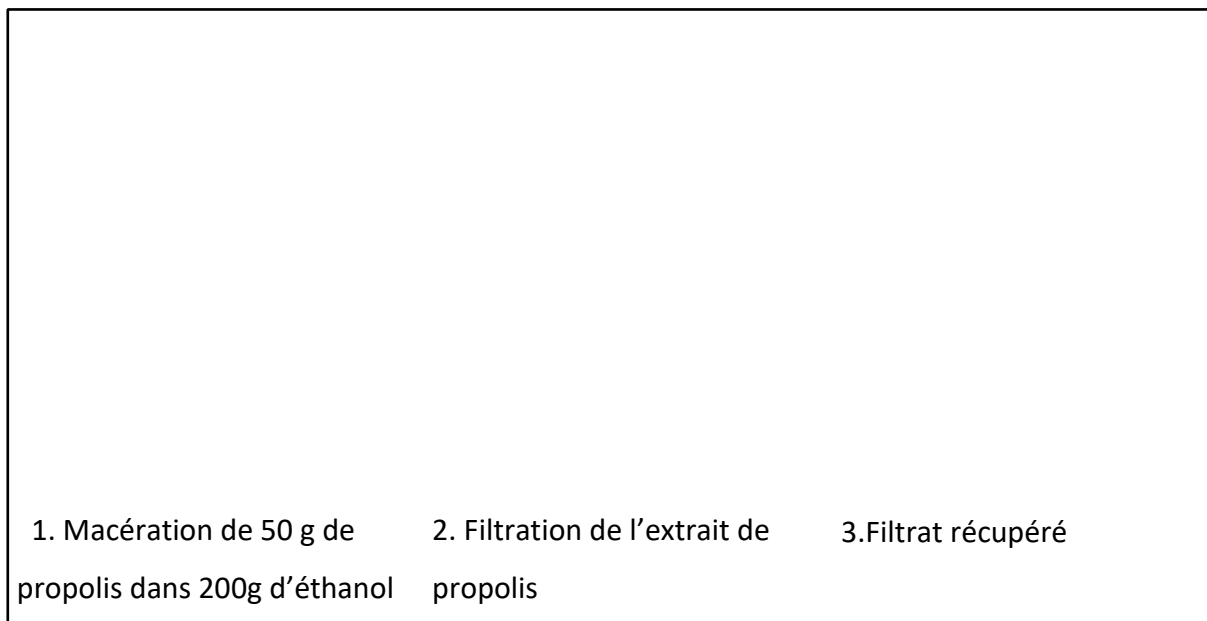 1. Macération de 50 g de
propolis dans 200g d’éthanol
2. Filtration de l’extrait de
propolis
3.Filtrat récupéré